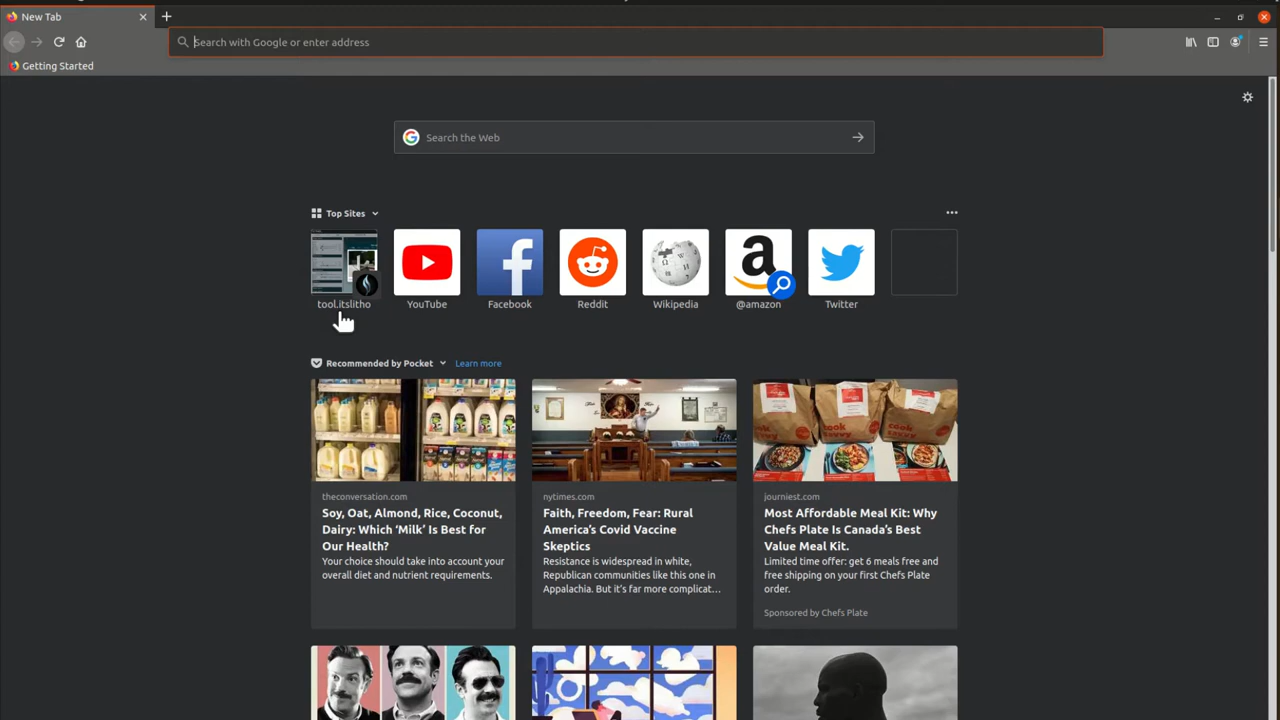 New Tab
Search with Google or enter address
Getting Started
Search the Web
Top Sites
tool.itslitho
YouTube
Facebook
Reddit
Wikipedia
@amazon
Twitter
Recommended by Pocket
Learn more
theconversation.com
Soy, Oat, Almond, Rice, Coconut,
Dairy: Which ‘Milk’ Is Best for
Our Health?
Your choice should take into account your
overall diet and nutrient requirements.
nytimes.com
Faith, Freedom, Fear: Rural
America’s Covid Vaccine
Skeptics
Resistance is widespread in white,
Republican communities like this one in
Appalachia. But it’s far more complicat…
cook
savvy
cook
savvy
journiest.com
Most Affordable Meal Kit: Why
Chefs Plate Is Canada’s Best
Value Meal Kit.
Limited time offer: get 6 meals free and
free shipping on your first Chefs Plate
order.
Sponsored by Chefs Plate